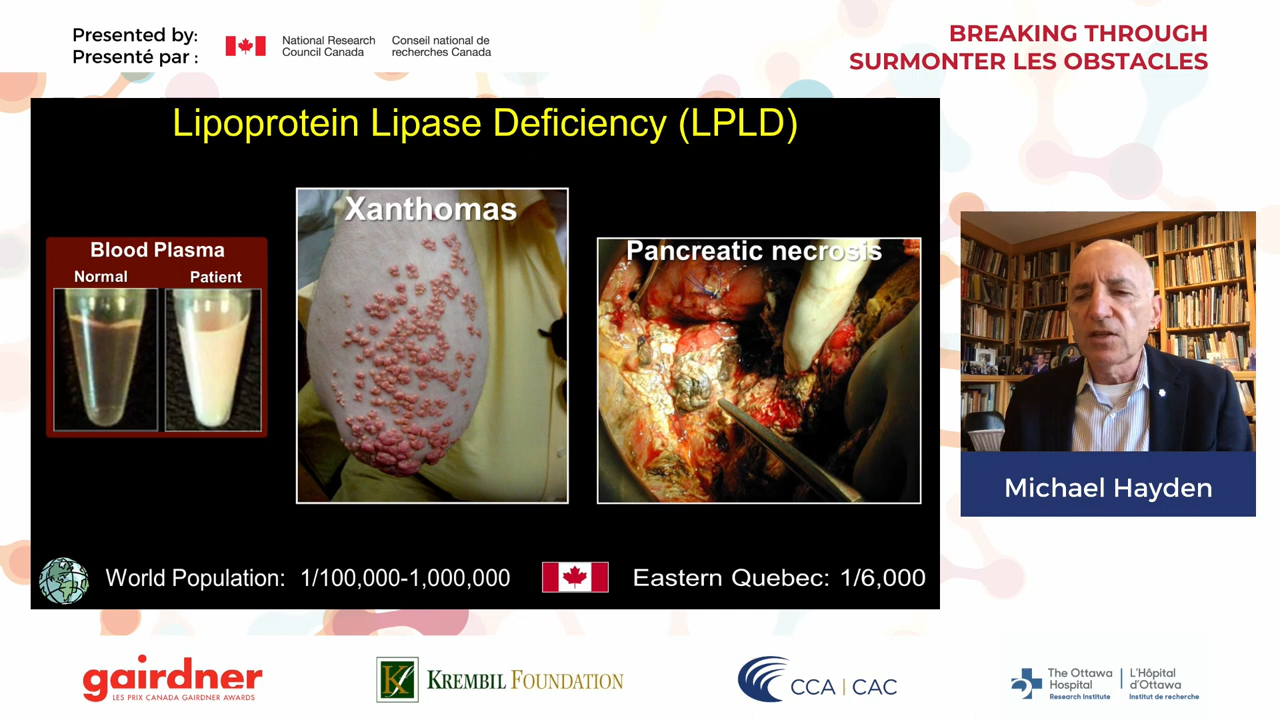 Presented by:
Presenté par :
National Research
Council Canada
Conseil national de
recherches Canada
BREAKING THROUGH
SURMONTER LES OBSTACLES
Lipoprotein Lipase Deficiency (LPLD)
Blood Plasma
Normal
Patient
Xanthomas
Pancreatic necrosis
World Population: 1/100,000-1,000,000
Eastern Quebec: 1/6,000
Michael Hayden
gairdner
LES PRIX CANADA GAIRDNER AWARDS
K
KREMBIL FOUNDATION
CCA | CAC
The Ottawa
Hospital
Research Institute
L'Hôpital
d'Ottawa
Institut de recherche